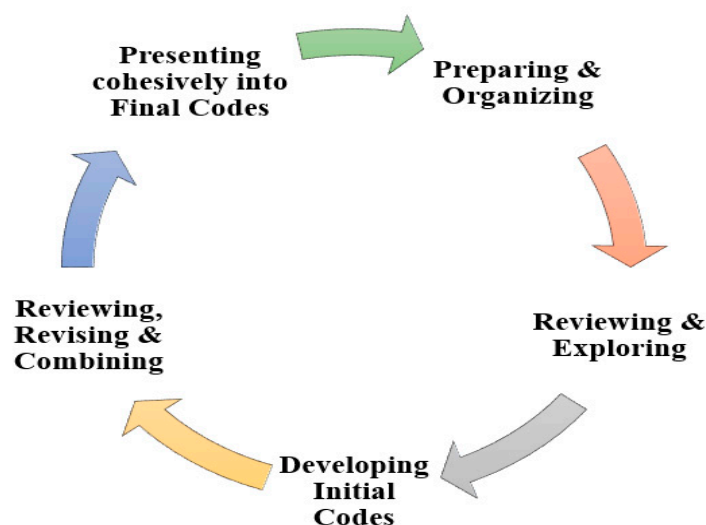 Presenting
cohesively into
Final Codes
Preparing &
Organizing
Reviewing &
Exploring
Developing
Initial
Codes
Reviewing,
Revising &
Combining